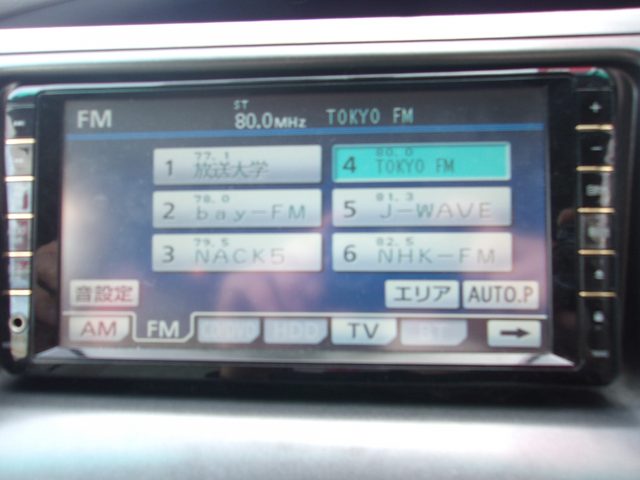 FM ST 80.0MHz TOKYO FM
1 77.1 放送大学
4 80.0 TOKYO FM
2 78.0 bay-FM
5 81.3 J-WAVE
3 79.5 NACK5
6 82.5 NHK-FM
音設定 エリア AUTO.P
AM FM HDD TV BT